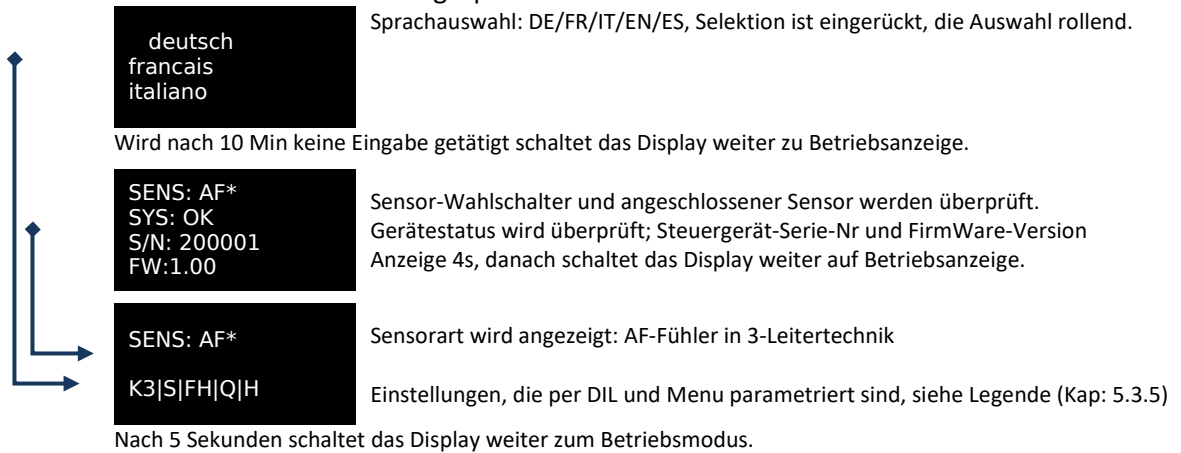 Sprachauswahl: DE/FR/IT/EN/ES, Selektion ist eingerückt, die Auswahl rollend.
deutsch
francais
italiano
Wird nach 10 Min keine Eingabe getätigt schaltet das Display weiter zu Betriebsanzeige.
SENS: AF*
SYS: OK
S/N: 200001
FW:1.00
Sensor-Wahlschalter und angeschlossener Sensor werden überprüft.
Gerätestatus wird überprüft; Steuergerät-Serie-Nr und FirmWare-Version
Anzeige 4s, danach schaltet das Display weiter auf Betriebsanzeige.
SENS: AF*
Sensorart wird angezeigt: AF-Fühler in 3-Leitertechnik
K3|S|FH|Q|H
Einstellungen, die per DIL und Menu parametriert sind, siehe Legende (Kap: 5.3.5)
Nach 5 Sekunden schaltet das Display weiter zum Betriebsmodus.